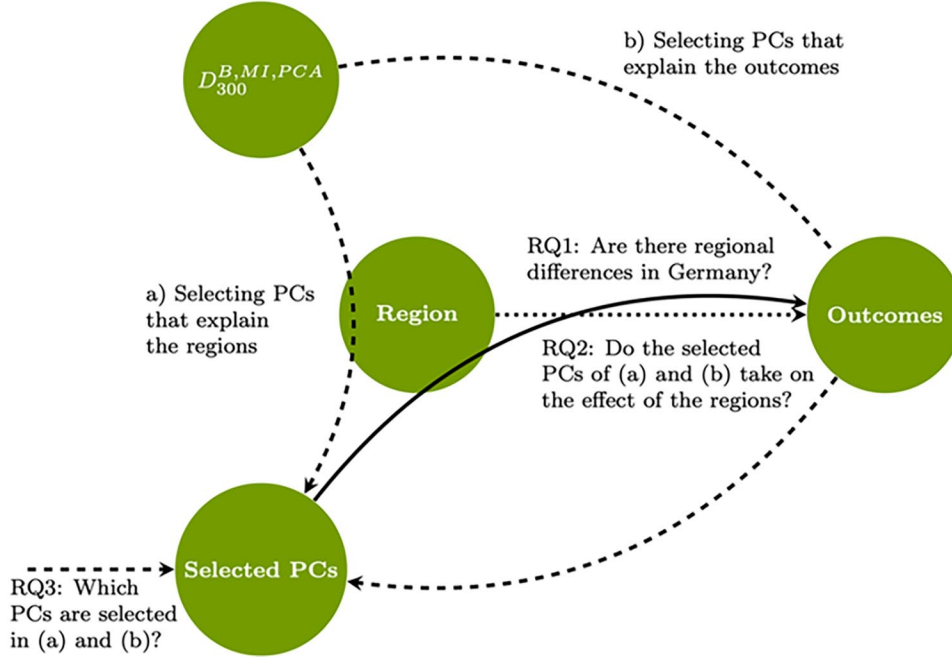 b) Selecting PCs that
explain the outcomes
D_{300}^{B,MI,PCA}
RQ1: Are there regional
differences in Germany?
a) Selecting PCs
that explain
the regions
Region
Outcomes
RQ2: Do the selected
PCs of (a) and (b) take on
the effect of the regions?
Selected PCs
RQ3: Which
PCs are selected
in (a) and (b)?